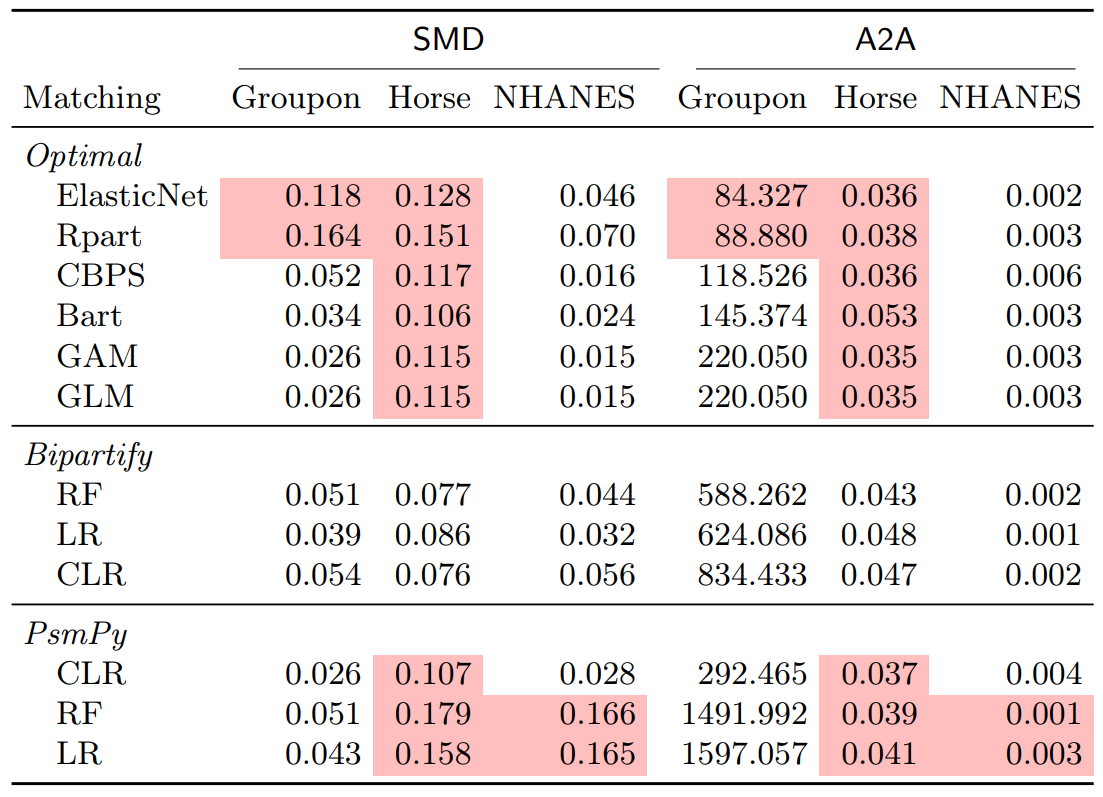 SMD A2A
Matching Groupon Horse NHANES Groupon Horse NHANES
Optimal
ElasticNet 0.118 0.128 0.046 84.327 0.036 0.002
Rpart 0.164 0.151 0.070 88.880 0.038 0.003
CBPS 0.052 0.117 0.016 118.526 0.036 0.006
Bart 0.034 0.106 0.024 145.374 0.053 0.003
GAM 0.026 0.115 0.015 220.050 0.035 0.003
GLM 0.026 0.115 0.015 220.050 0.035 0.003
Bipartify
RF 0.051 0.077 0.044 588.262 0.043 0.002
LR 0.039 0.086 0.032 624.086 0.048 0.001
CLR 0.054 0.076 0.056 834.433 0.047 0.002
PsmPy
CLR 0.026 0.107 0.028 292.465 0.037 0.004
RF 0.051 0.179 0.166 1491.992 0.039 0.001
LR 0.043 0.158 0.165 1597.057 0.041 0.003